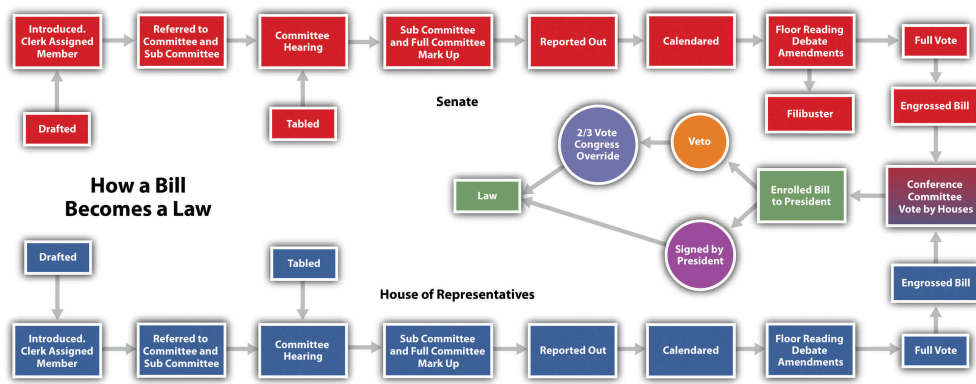 Introduced.
Clerk Assigned
Member
Referred to
Committee and
Sub Committee
Committee
Hearing
Sub Committee
and Full Committee
Mark Up
Reported Out
Calendared
Floor Reading
Debate
Amendments
Full Vote
Drafted
Tabled
Senate
Filibuster
Engrossed Bill
2/3 Vote
Congress
Override
Veto
How a Bill
Becomes a Law
Law
Enrolled Bill
to President
Conference
Committee
Vote by Houses
Signed by
President
Drafted
Tabled
House of Representatives
Engrossed Bill
Introduced.
Clerk Assigned
Member
Referred to
Committee and
Sub Committee
Committee
Hearing
Sub Committee
and Full Committee
Mark Up
Reported Out
Calendared
Floor Reading
Debate
Amendments
Full Vote